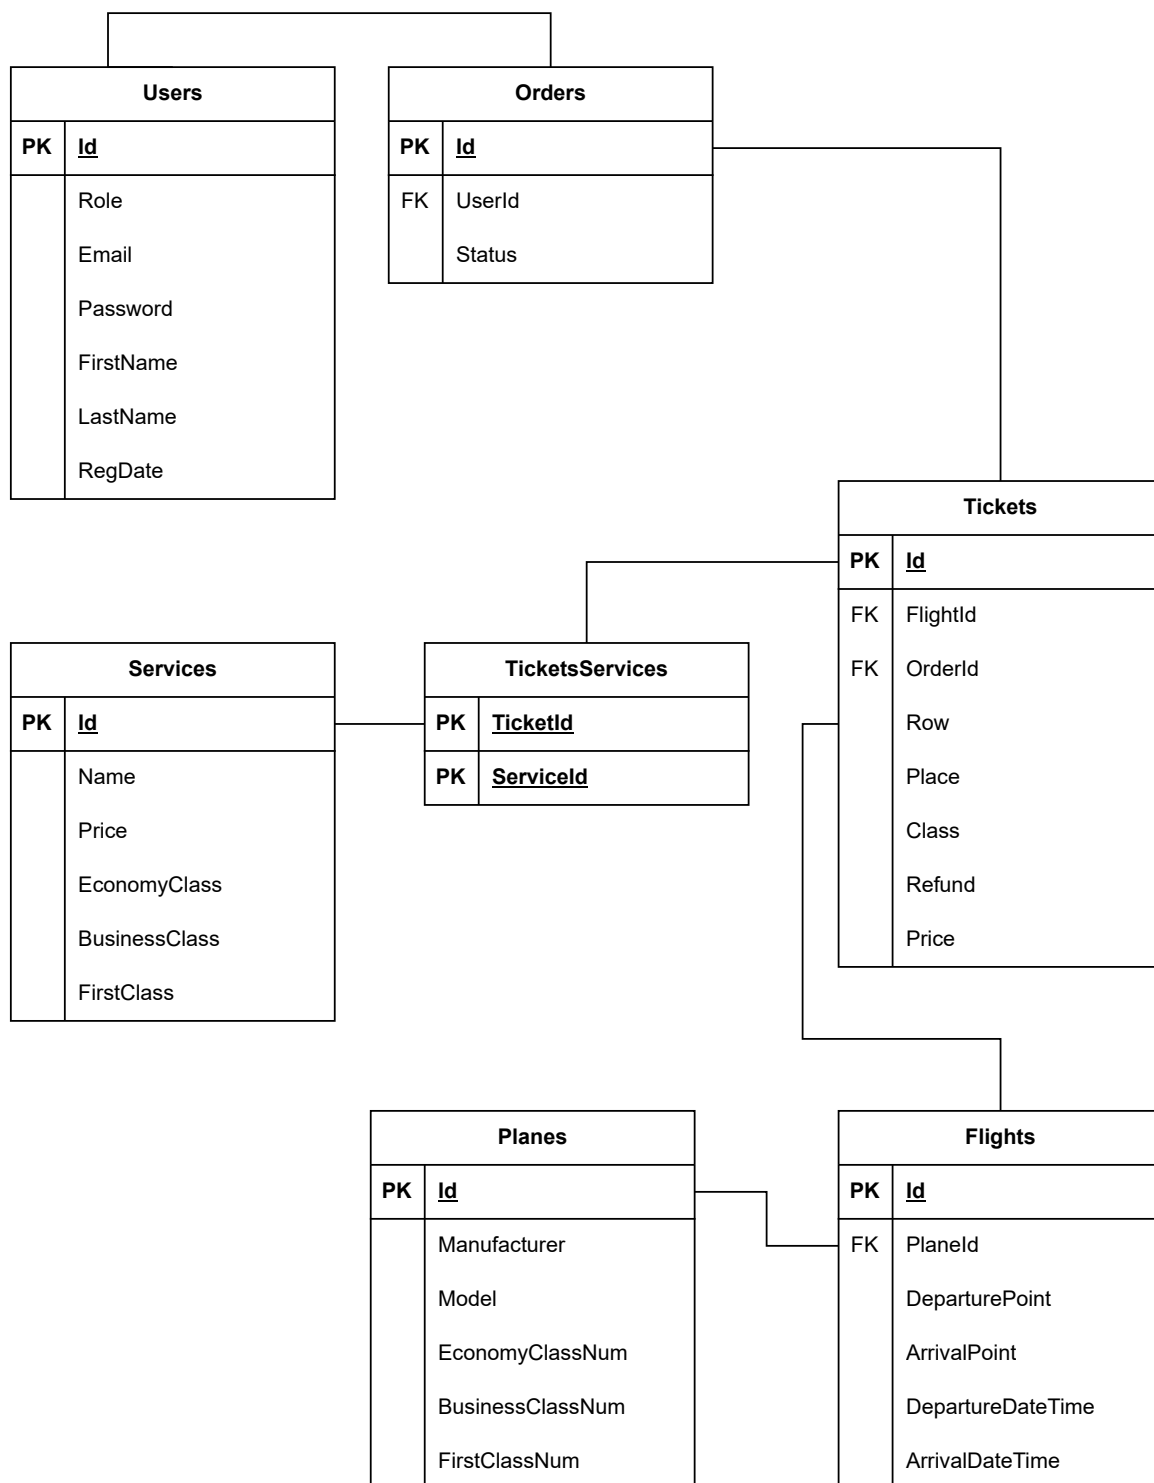 Users
PK Id
Role
Email
Password
FirstName
LastName
RegDate
Orders
PK Id
FK UserId
Status
Tickets
PK Id
FK FlightId
FK OrderId
Row
Place
Class
Refund
Price
Services
PK Id
Name
Price
EconomyClass
BusinessClass
FirstClass
TicketsServices
PK TicketId
PK ServiceId
Planes
PK Id
Manufacturer
Model
EconomyClassNum
BusinessClassNum
FirstClassNum
Flights
PK Id
FK PlaneId
DeparturePoint
ArrivalPoint
DepartureDateTime
ArrivalDateTime